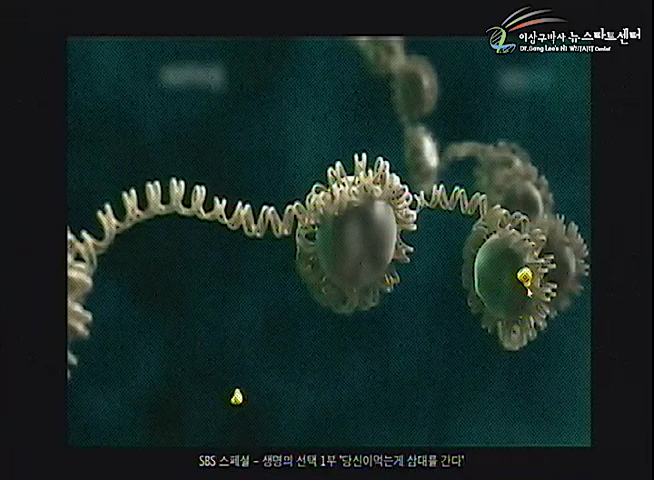 이상구박사 뉴스타트센터
Dr. Sang Lee's NEWSTART Center
SBS 스페셜 - 생명의 선택 1부 '당신이먹는게 삼대를 간다'